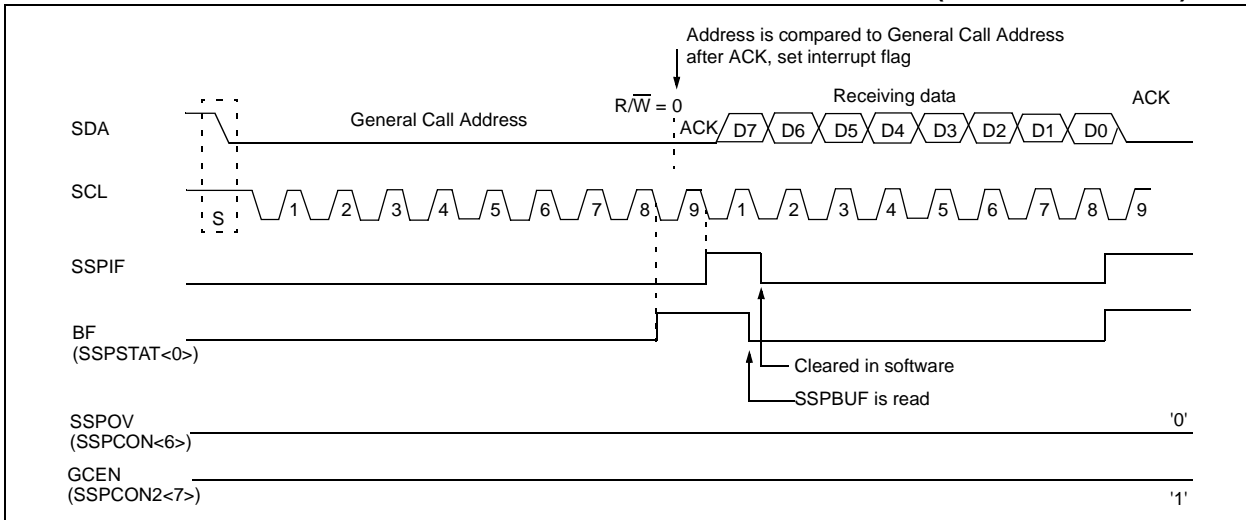 Address is compared to General Call Address
after ACK, set interrupt flag
R/W = 0
Receiving data
ACK
SDA
General Call Address
ACK
D7 D6 D5 D4 D3 D2 D1 D0
SCL
S
1 2 3 4 5 6 7 8 9 1 2 3 4 5 6 7 8 9
SSPIF
BF
(SSPSTAT<0>)
Cleared in software
SSPBUF is read
SSPOV
(SSPCON<6>)
'0'
GCEN
(SSPCON2<7>)
'1'